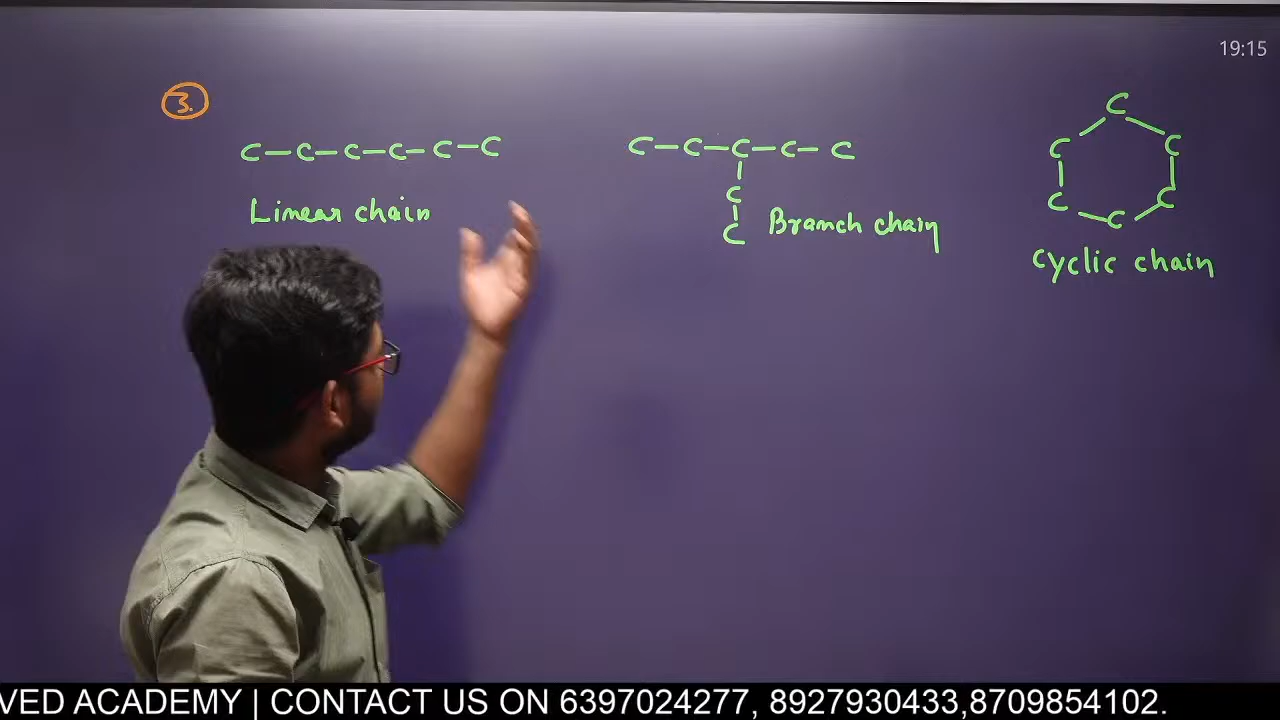 19:15
3.
C-C-C-C-C-C
Linear chain
C-C-C-C-C
C
C
Branch chain
C
C C
C C
C
cyclic chain
VED ACADEMY | CONTACT US ON 6397024277, 8927930433,8709854102.